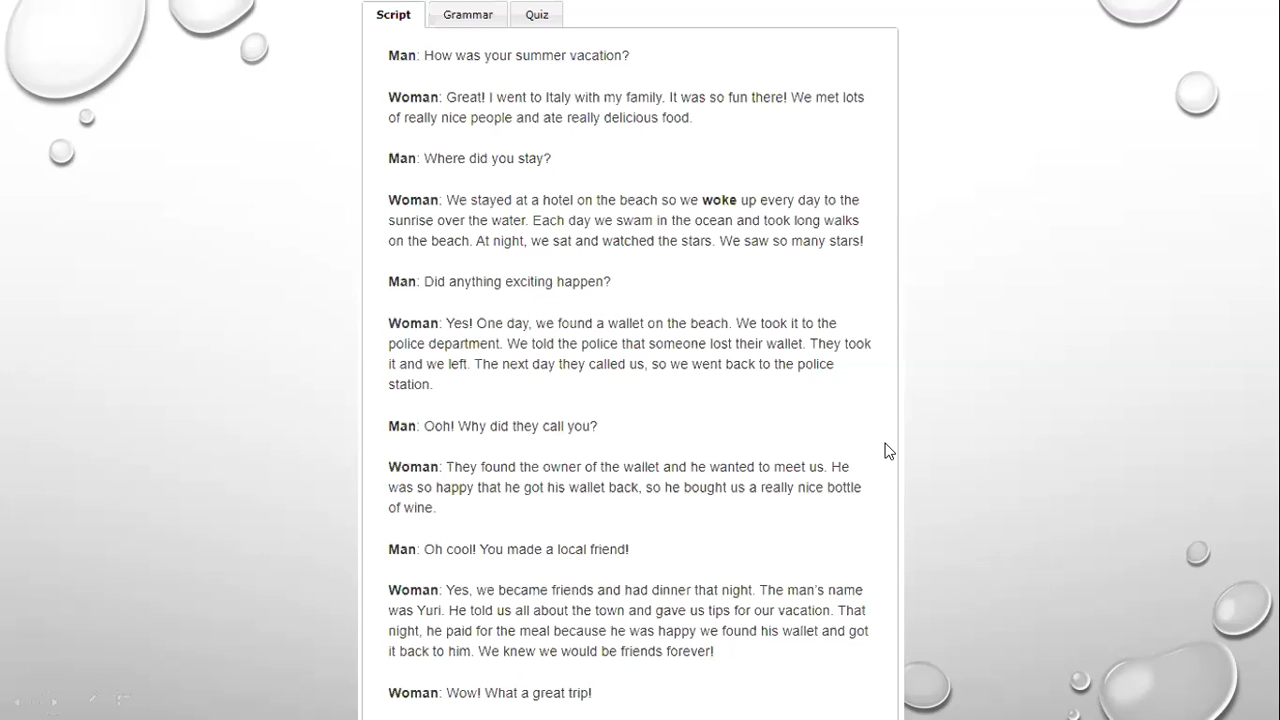 Script Grammar Quiz
Man: How was your summer vacation?
Woman: Great! I went to Italy with my family. It was so fun there! We met lots
of really nice people and ate really delicious food.
Man: Where did you stay?
Woman: We stayed at a hotel on the beach so we woke up every day to the
sunrise over the water. Each day we swam in the ocean and took long walks
on the beach. At night, we sat and watched the stars. We saw so many stars!
Man: Did anything exciting happen?
Woman: Yes! One day, we found a wallet on the beach. We took it to the
police department. We told the police that someone lost their wallet. They took
it and we left. The next day they called us, so we went back to the police
station.
Man: Ooh! Why did they call you?
Woman: They found the owner of the wallet and he wanted to meet us. He
was so happy that he got his wallet back, so he bought us a really nice bottle
of wine.
Man: Oh cool! You made a local friend!
Woman: Yes, we became friends and had dinner that night. The man’s name
was Yuri. He told us all about the town and gave us tips for our vacation. That
night, he paid for the meal because he was happy we found his wallet and got
it back to him. We knew we would be friends forever!
Woman: Wow! What a great trip!